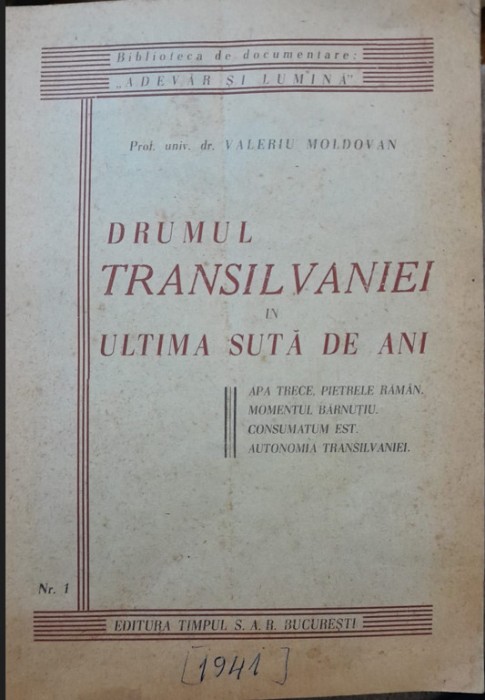 Biblioteca de documentare:
„ADEVĂR ȘI LUMINĂ"
Prof. univ. dr. VALERIU MOLDOVAN
DRUMUL
TRANSILVANIEI
IN
ULTIMA SUTĂ DE ANI
APA TRECE, PIETRELE RĂMÂN.
MOMENTUL BĂRNUȚIU.
CONSUMATUM EST.
AUTONOMIA TRANSILVANIEI.
Nr. 1
EDITURA TIMPUL S. A. R. BUCUREȘTI
[1941]